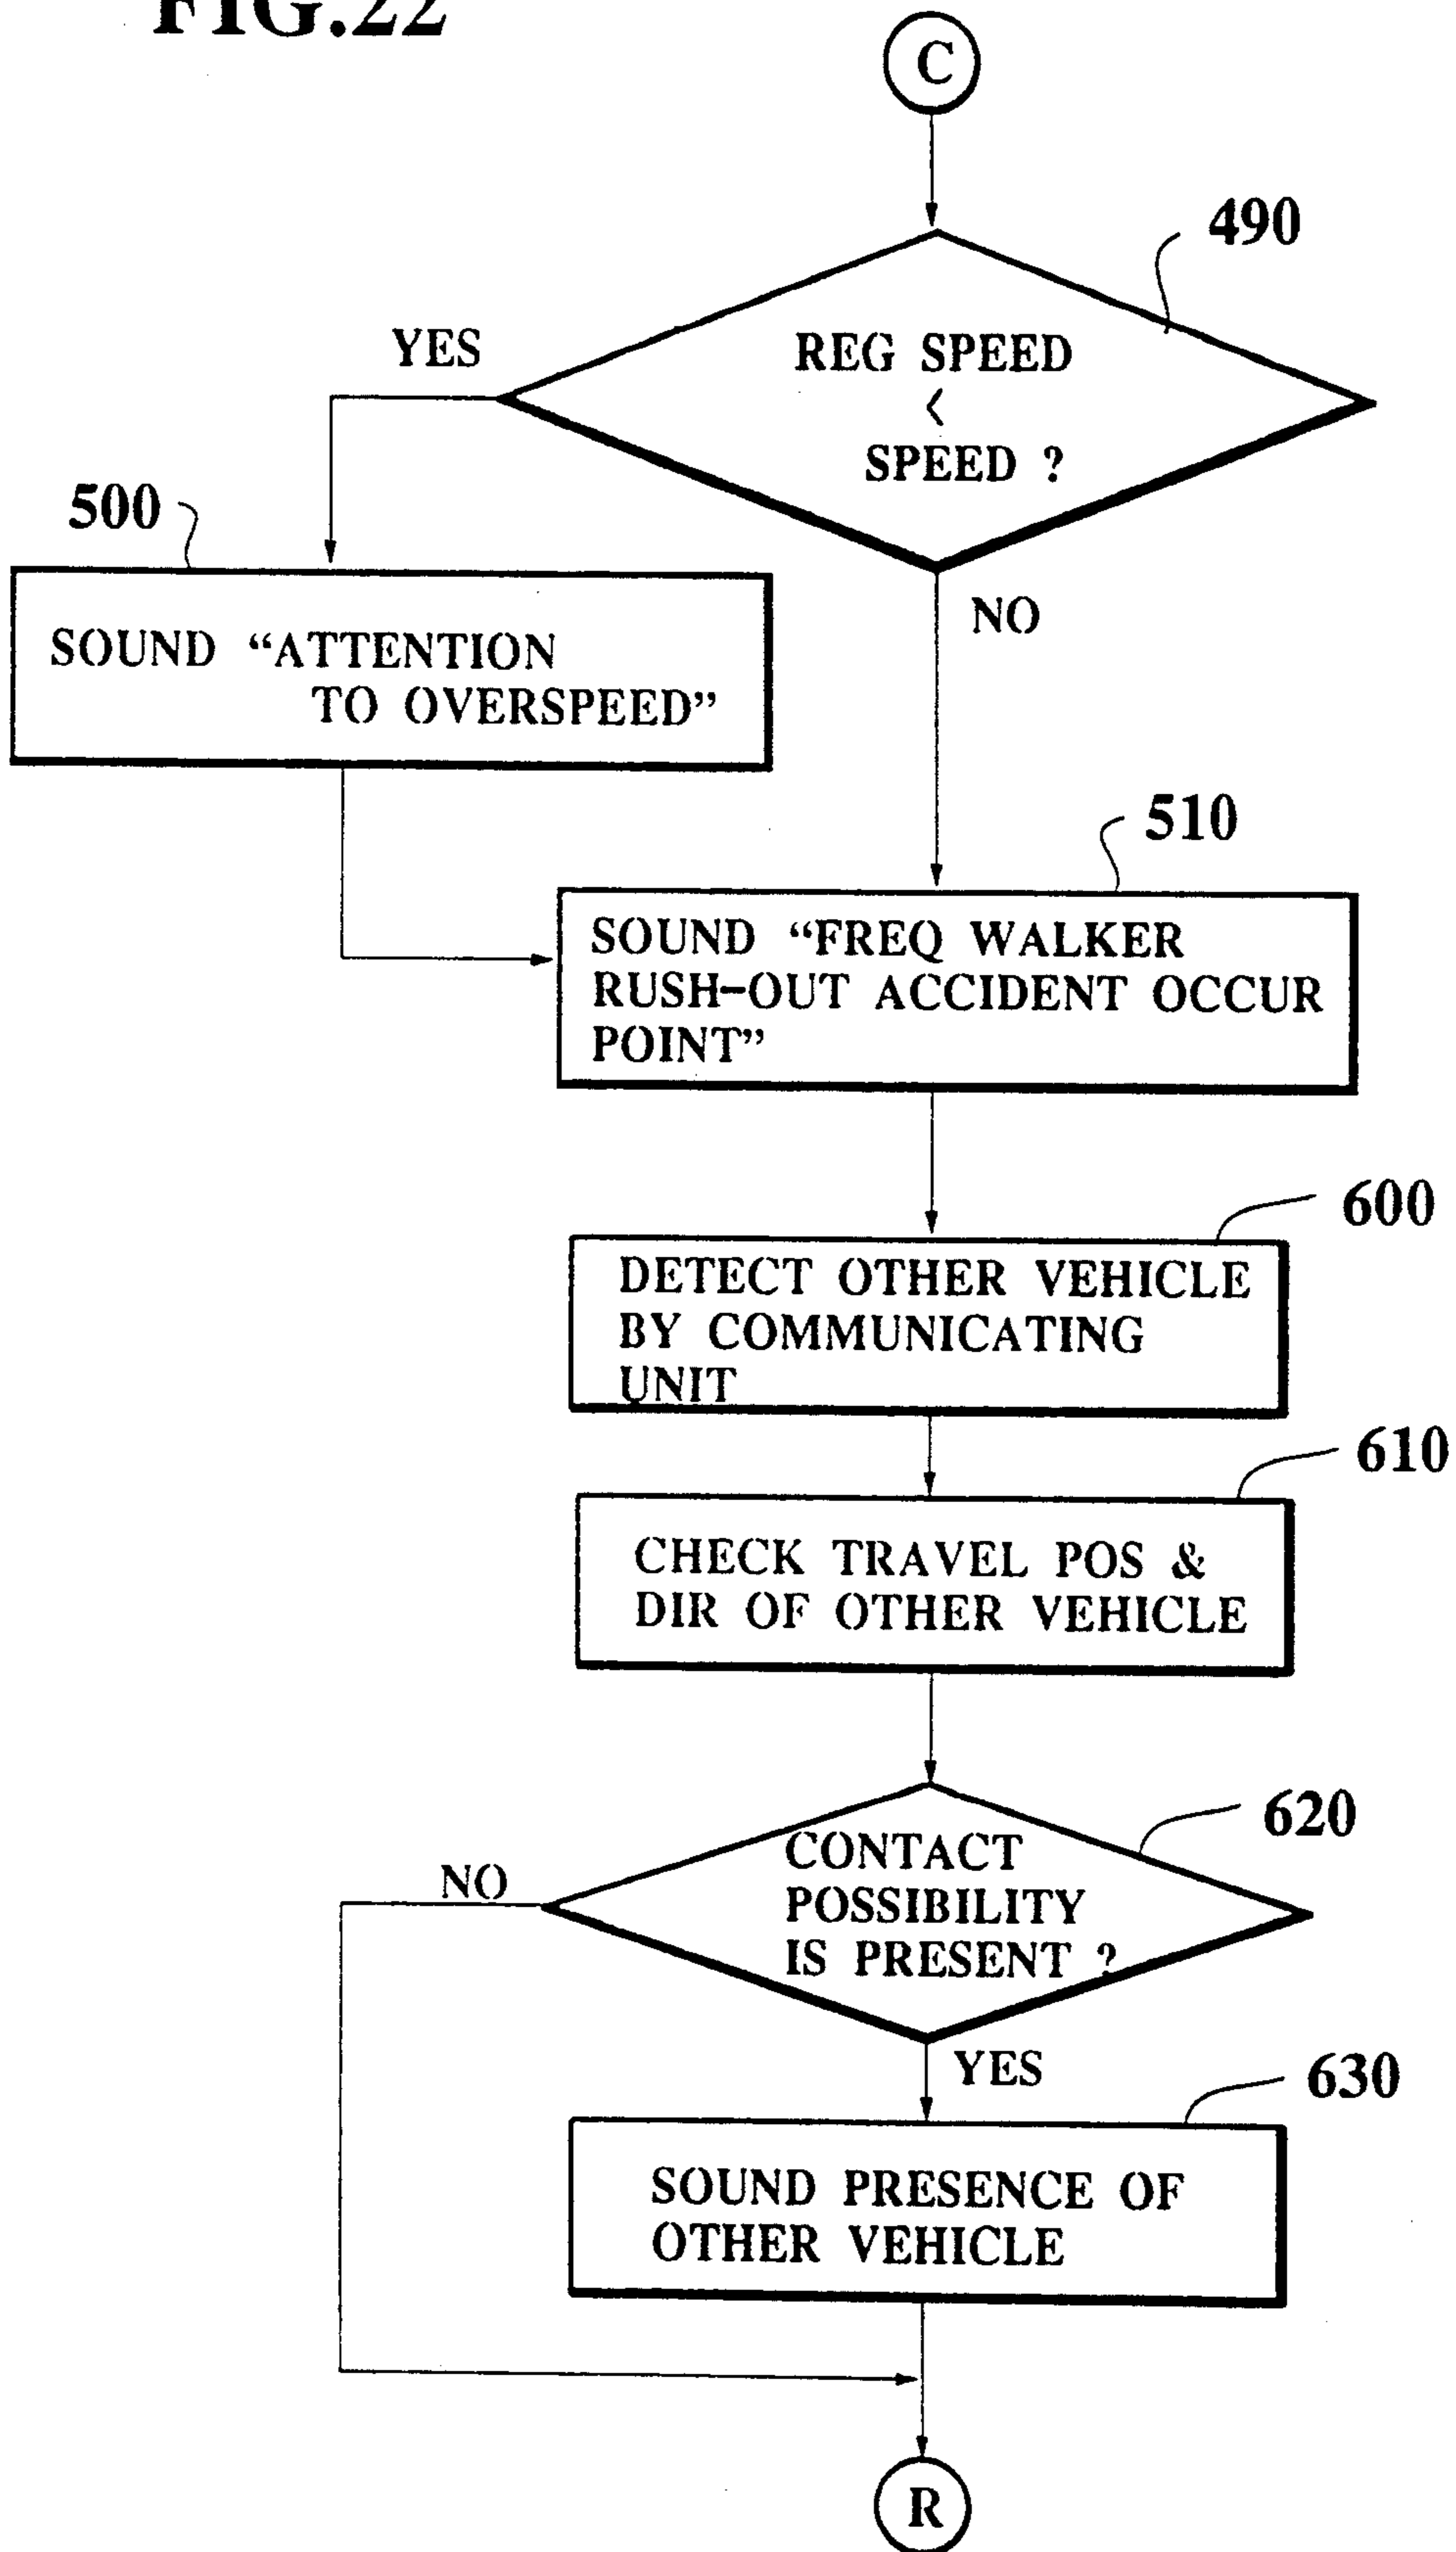 FIG.22
C
490
REG SPEED
<
SPEED ?
YES
NO
500
SOUND “ATTENTION
TO OVERSPEED”
510
SOUND “FREQ WALKER
RUSH-OUT ACCIDENT OCCUR
POINT”
600
DETECT OTHER VEHICLE
BY COMMUNICATING
UNIT
610
CHECK TRAVEL POS &
DIR OF OTHER VEHICLE
620
CONTACT
POSSIBILITY
IS PRESENT ?
NO
YES
630
SOUND PRESENCE OF
OTHER VEHICLE
R